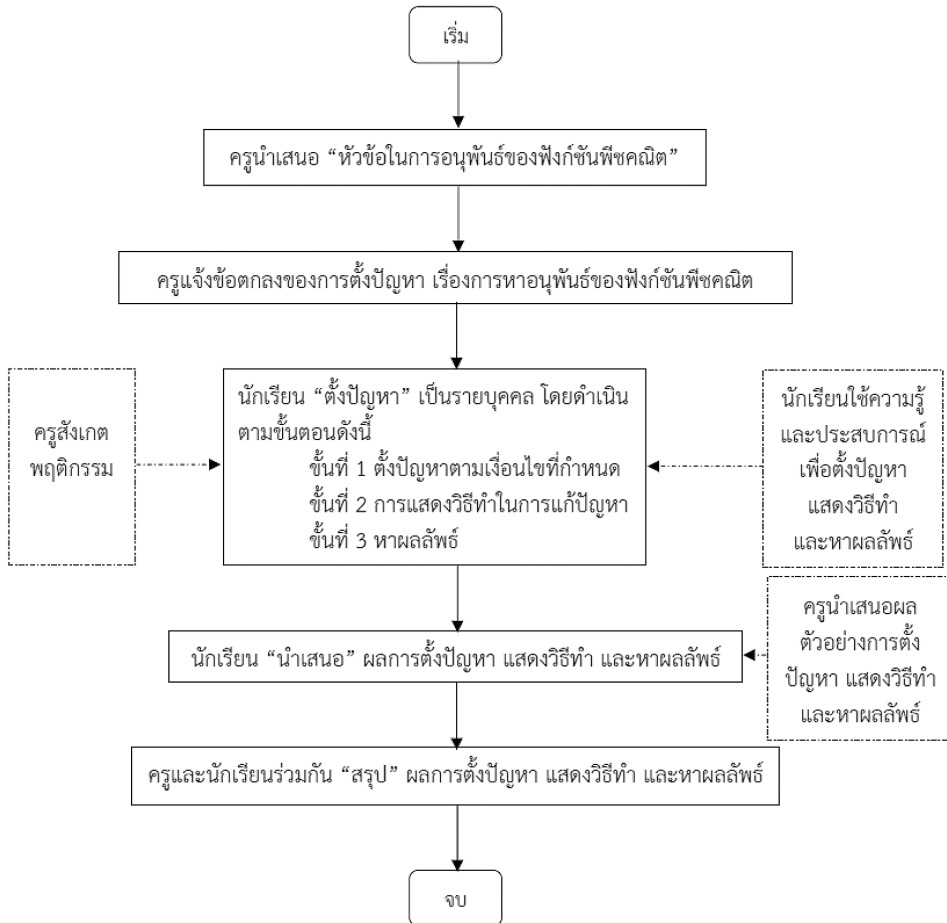 เริ่ม
ครูนำเสนอ “หัวข้อในการอนุพันธ์ของฟังก์ชันพีชคณิต”
ครูแจ้งข้อตกลงของการตั้งปัญหา เรื่องการหาอนุพันธ์ของฟังก์ชันพีชคณิต
ครูสังเกต
พฤติกรรม
นักเรียน “ตั้งปัญหา” เป็นรายบุคคล โดยดำเนิน
ตามขั้นตอนดังนี้
ขั้นที่ 1 ตั้งปัญหาตามเงื่อนไขที่กำหนด
ขั้นที่ 2 การแสดงวิธีทำในการแก้ปัญหา
ขั้นที่ 3 หาผลลัพธ์
นักเรียนใช้ความรู้
และประสบการณ์
เพื่อตั้งปัญหา
แสดงวิธีทำ
และหาผลลัพธ์
นักเรียน “นำเสนอ” ผลการตั้งปัญหา แสดงวิธีทำ และหาผลลัพธ์
ครูนำเสนอผล
ตัวอย่างการตั้ง
ปัญหา แสดงวิธีทำ
และหาผลลัพธ์
ครูและนักเรียนร่วมกัน “สรุป” ผลการตั้งปัญหา แสดงวิธีทำ และหาผลลัพธ์
จบ